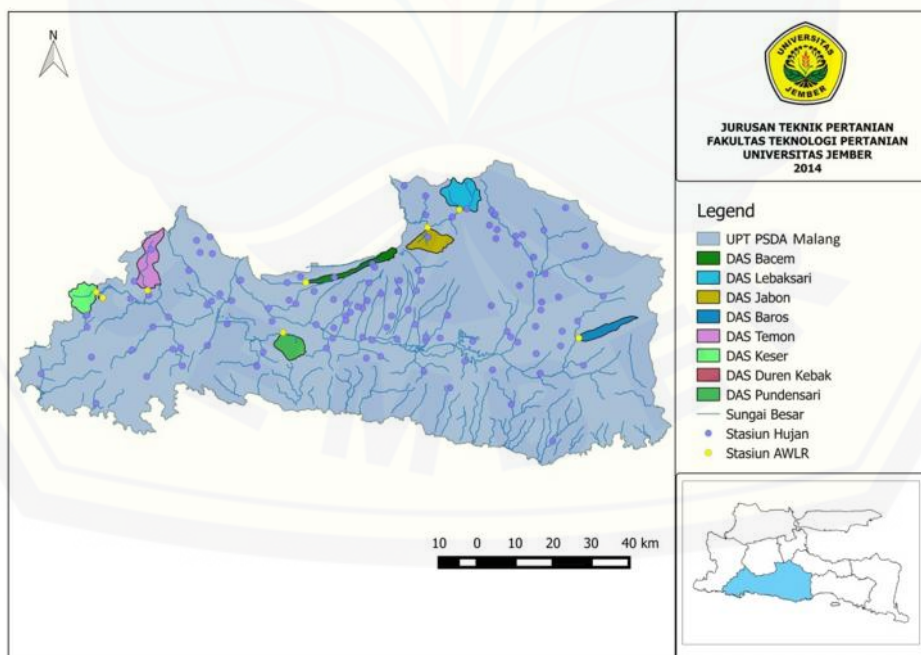 N
UNIVERSITAS
JEMBER
JURUSAN TEKNIK PERTANIAN
FAKULTAS TEKNOLOGI PERTANIAN
UNIVERSITAS JEMBER
2014
Legend
UPT PSDA Malang
DAS Bacem
DAS Lebaksari
DAS Jabon
DAS Baros
DAS Temon
DAS Keser
DAS Duren Kebak
DAS Pundensari
Sungai Besar
Stasiun Hujan
Stasiun AWLR
10 0 10 20 30 40 km